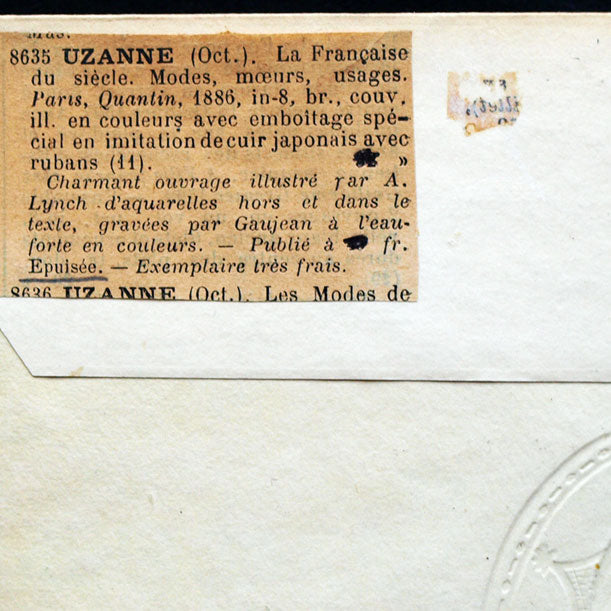 8635 UZANNE (Oct.). La Française
du siècle. Modes, mœurs, usages.
Paris, Quantin, 1886, in-8, br., couv.
ill. en couleurs avec emboîtage spé-
cial en imitation de cuir japonais avec
rubans (11). »
Charmant ouvrage illustré par A.
Lynch d'aquarelles hors et dans le
texte, gravées par Gaujean à l'eau-
forte en couleurs. — Publié à fr.
Epuisée. — Exemplaire très frais.
8636 UZANNE (Oct.). Les Modes de